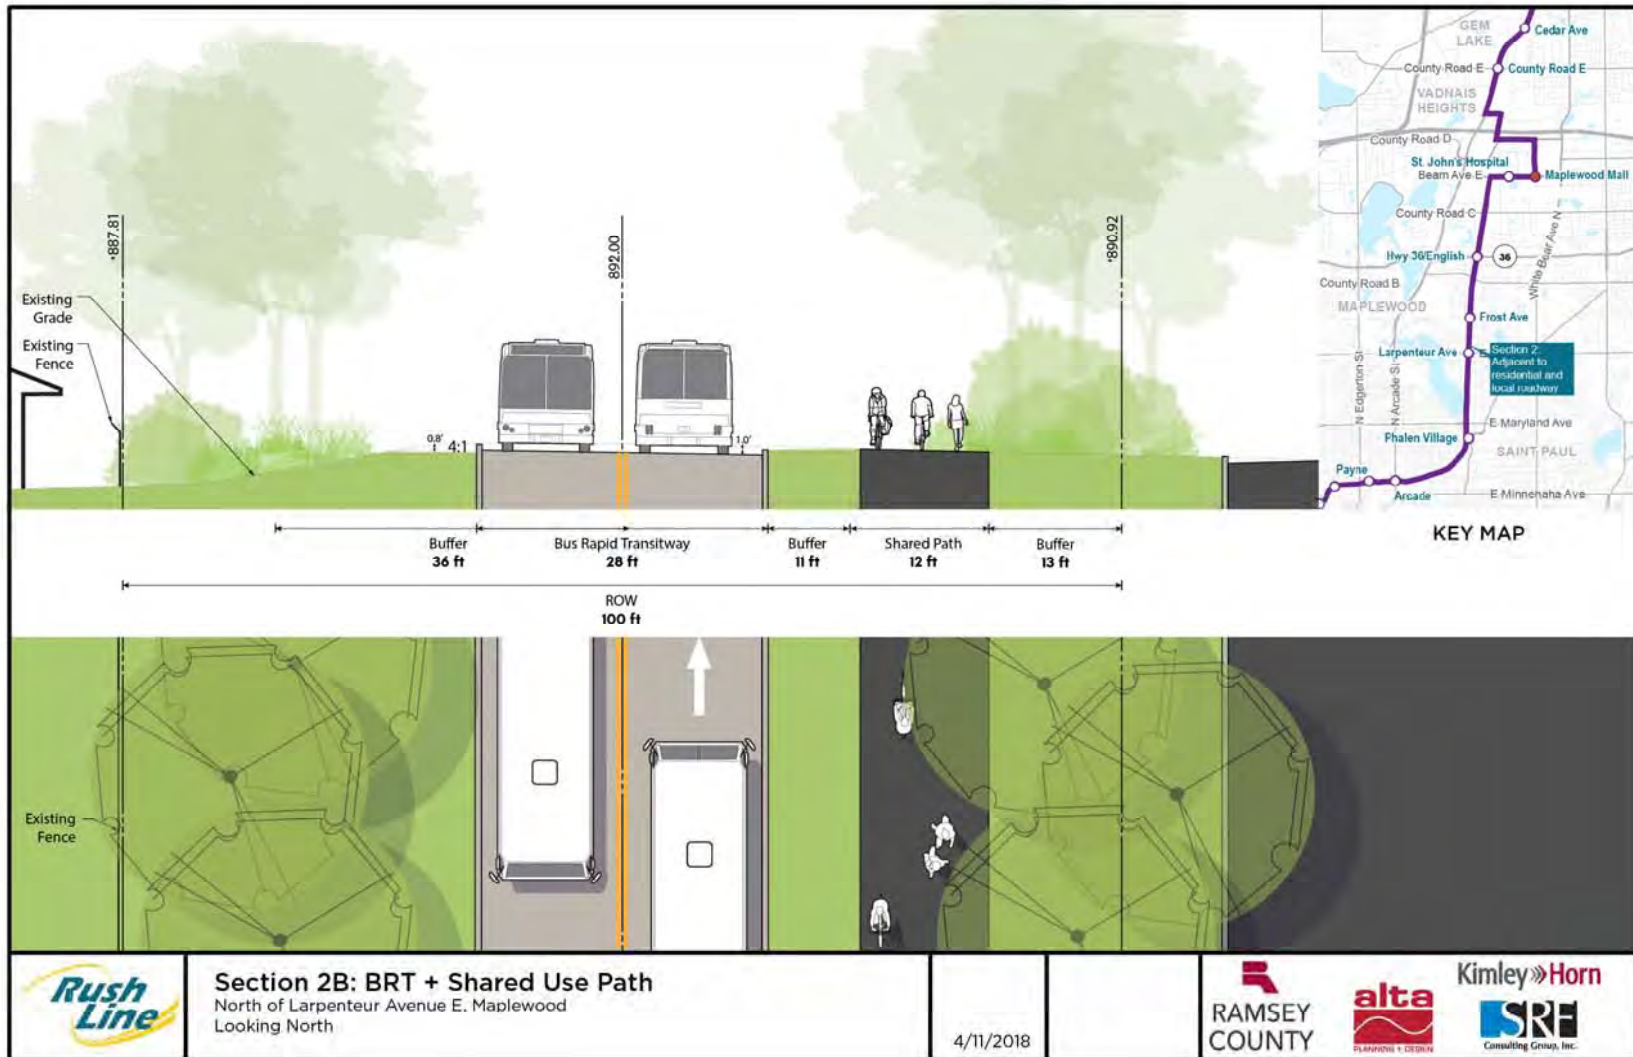 *887.81
892.00
*890.92
Existing
Grade
Existing
Fence
0.8'
4:1
1.0'
Buffer
36 ft
Bus Rapid Transitway
28 ft
Buffer
11 ft
Shared Path
12 ft
Buffer
13 ft
ROW
100 ft
Existing
Fence
GEM
LAKE
Cedar Ave
County Road E
County Road E
VADNAIS
HEIGHTS
County Road D
St. John's Hospital
Beam Ave E
Maplewood Mall
County Road C
White Bear Ave N
Hwy 36/English
36
County Road B
MAPLEWOOD
Frost Ave
Larpenteur Ave
Section 2:
Adjacent to
residential and
local roadway
N Edgerton St
N Arcade St
E Maryland Ave
Phalen Village
SAINT PAUL
Payne
Arcade
E Minnehaha Ave
KEY MAP
Rush
Line
Section 2B: BRT + Shared Use Path
North of Larpenteur Avenue E, Maplewood
Looking North
4/11/2018
RAMSEY
COUNTY
alta
PLANNING + DESIGN
Kimley»Horn
SRF
Consulting Group, Inc.